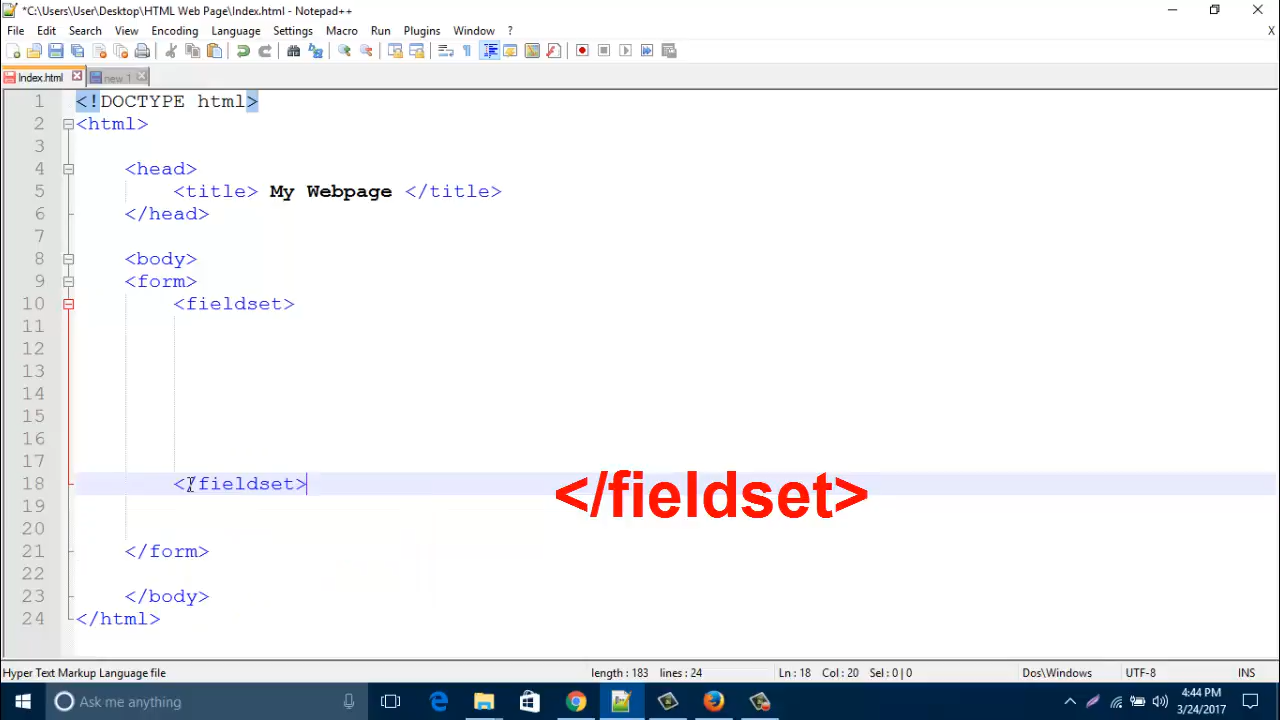 *C:\Users\User\Desktop\HTML Web Page\Index.html - Notepad++
File Edit Search View Encoding Language Settings Macro Run Plugins Window ? X
Index.html new 1
1 <!DOCTYPE html>
2 <html>
3
4 <head>
5 <title> My Webpage </title>
6 </head>
7
8 <body>
9 <form>
10 <fieldset>
11
12
13
14
15
16
17
18 </fieldset> </fieldset>
19
20
21 </form>
22
23 </body>
24 </html>
Hyper Text Markup Language file length : 183 lines : 24 Ln : 18 Col : 20 Sel : 0 | 0 Dos\Windows UTF-8 INS
Ask me anything 4:44 PM
3/24/2017